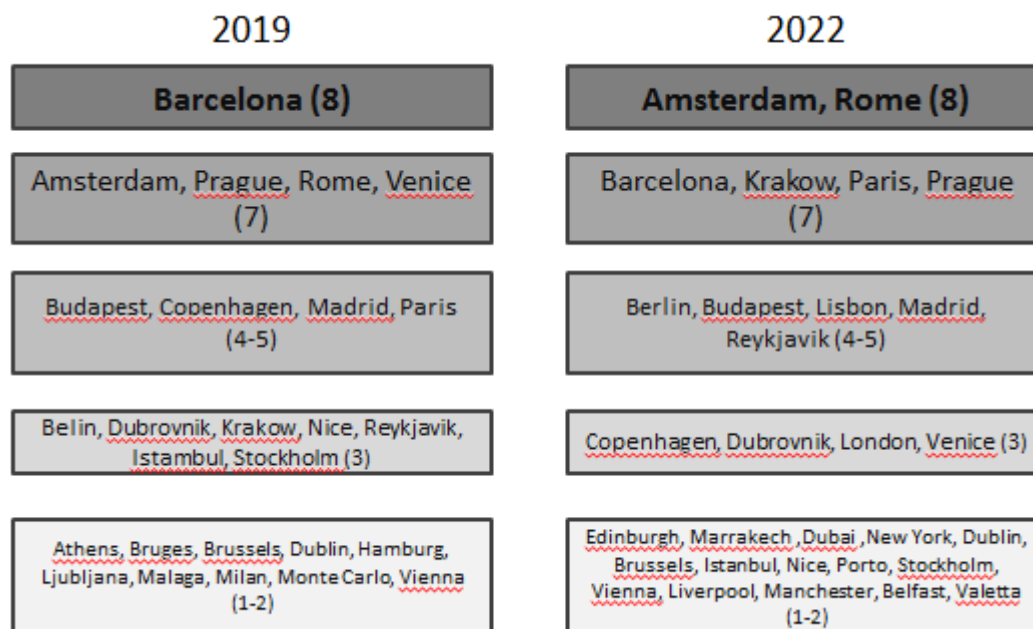 2019
Barcelona (8)
Amsterdam, Prague, Rome, Venice
(7)
Budapest, Copenhagen, Madrid, Paris
(4-5)
Belin, Dubrovnik, Krakow, Nice, Reykjavik,
Istambul, Stockholm (3)
Athens, Bruges, Brussels, Dublin, Hamburg,
Ljubljana, Malaga, Milan, Monte Carlo, Vienna
(1-2)
2022
Amsterdam, Rome (8)
Barcelona, Krakow, Paris, Prague
(7)
Berlin, Budapest, Lisbon, Madrid,
Reykjavik (4-5)
Copenhagen, Dubrovnik, London, Venice (3)
Edinburgh, Marrakech ,Dubai ,New York, Dublin,
Brussels, Istanbul, Nice, Porto, Stockholm,
Vienna, Liverpool, Manchester, Belfast, Valetta
(1-2)